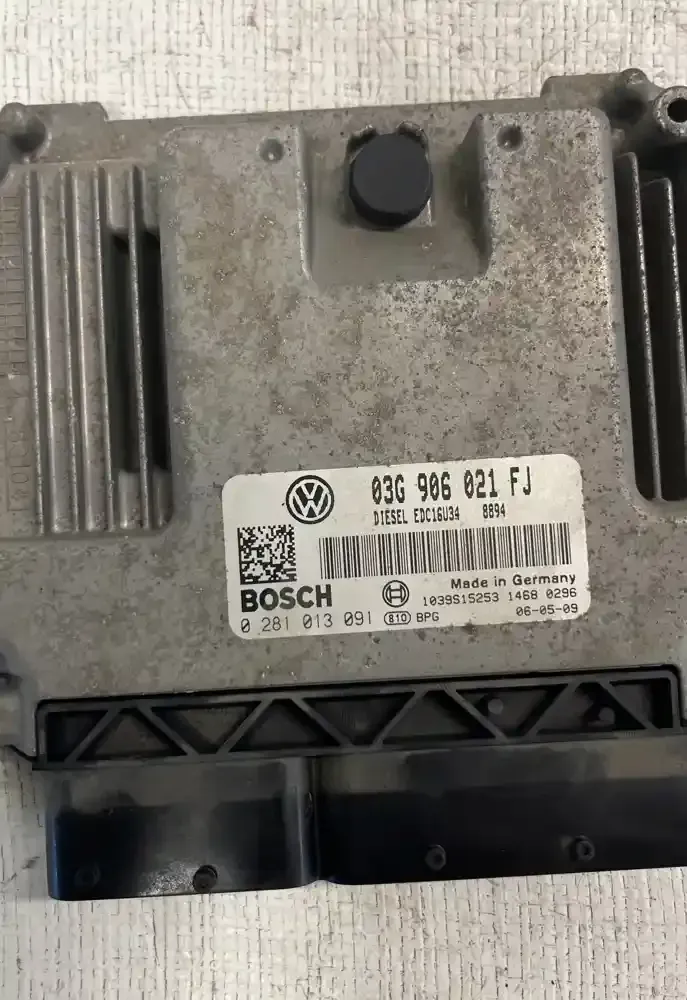 03G 906 021 FJ
DIESEL EDC16U34 8894
Made in Germany
BOSCH
1039S15253 1468 0296
0 281 013 091 810 BPG 06-05-09